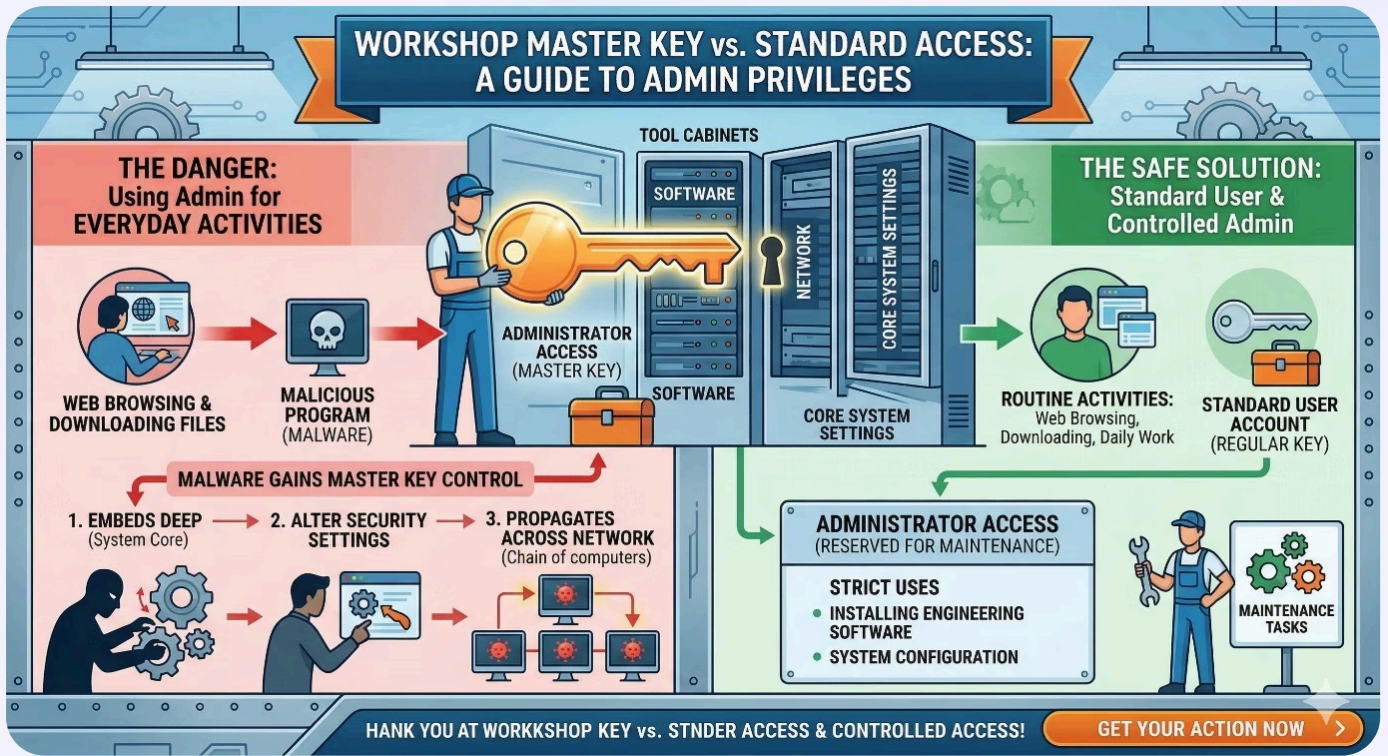 WORKSHOP MASTER KEY vs. STANDARD ACCESS:
A GUIDE TO ADMIN PRIVILEGES
THE DANGER:
Using Admin for
EVERYDAY ACTIVITIES
WEB BROWSING &
DOWNLOADING FILES
MALICIOUS
PROGRAM
(MALWARE)
TOOL CABINETS
SOFTWARE
NETWORK
CORE SYSTEM SETTINGS
ADMINISTRATOR
ACCESS
(MASTER KEY)
SOFTWARE
CORE SYSTEM
SETTINGS
MALWARE GAINS MASTER KEY CONTROL
1. EMBEDS DEEP
(System Core)
2. ALTER SECURITY
SETTINGS
3. PROPAGATES
ACROSS NETWORK
(Chain of computers)
THE SAFE SOLUTION:
Standard User &
Controlled Admin
ROUTINE ACTIVITIES:
Web Browsing,
Downloading, Daily Work
STANDARD USER
ACCOUNT
(REGULAR KEY)
ADMINISTRATOR ACCESS
(RESERVED FOR MAINTENANCE)
STRICT USES
• INSTALLING ENGINEERING
SOFTWARE
• SYSTEM CONFIGURATION
MAINTENANCE
TASKS
HANK YOU AT WORKKSHOP KEY vs. STNDER ACCESS & CONTROLLED ACCESS!
GET YOUR ACTION NOW